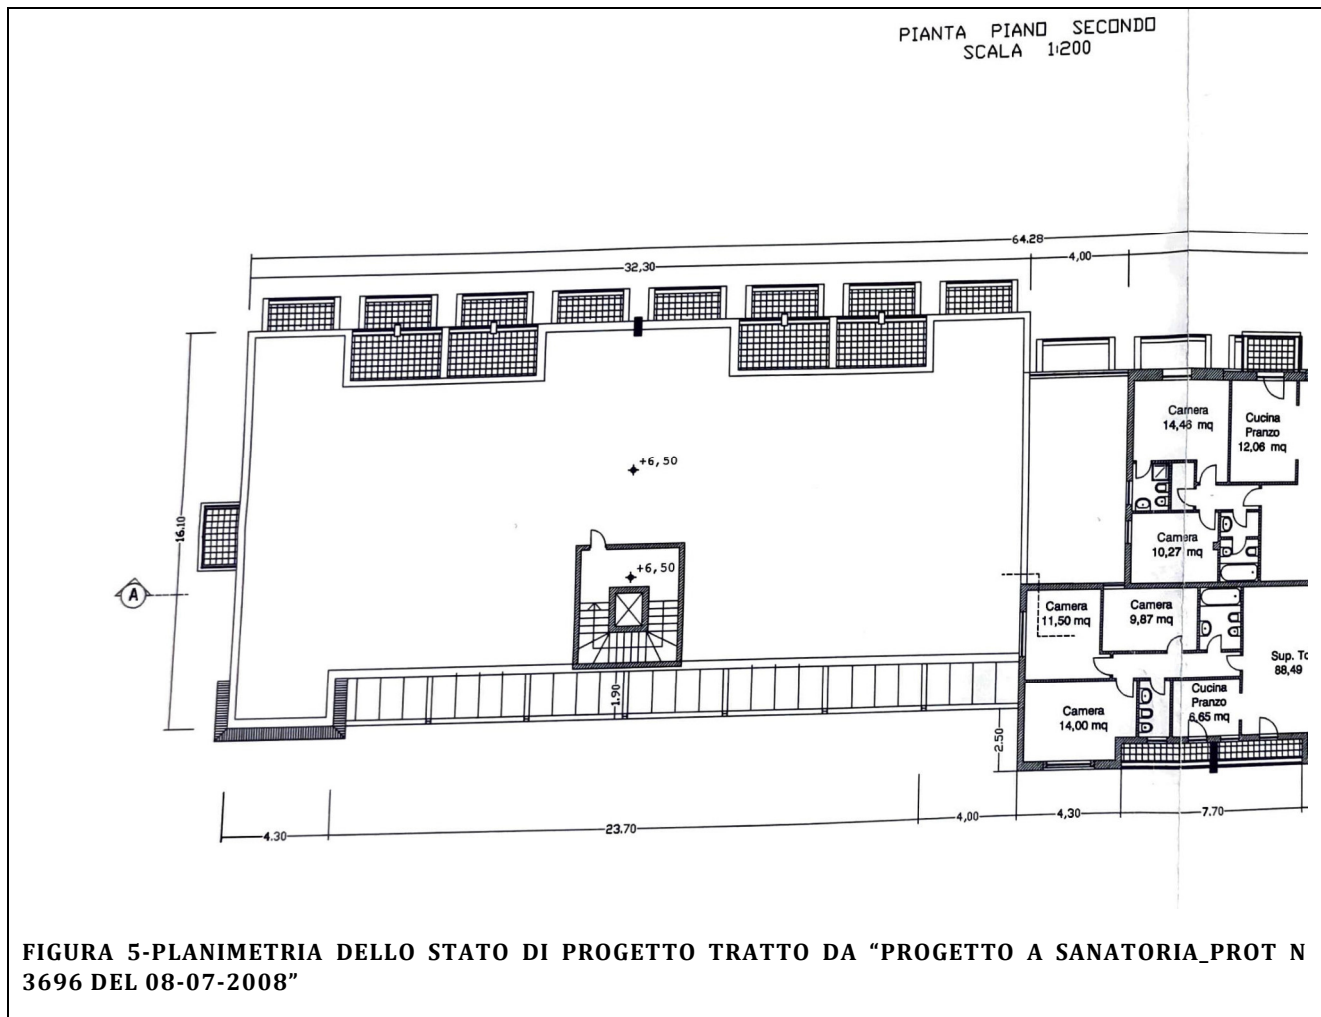 PIANTA PIANO SECONDO
SCALA 1:200
64.28
32,30
4,00
16.10
+6,50
+6,50
A
1.90
2.50
Camera
14,46 mq
Cucina
Pranzo
12,06 mq
Camera
10,27 mq
Camera
11,50 mq
Camera
9,87 mq
Sup. To
88,49
Camera
14,00 mq
Cucina
Pranzo
6,65 mq
4.30
23.70
4,00
4,30
7.70
FIGURA 5-PLANIMETRIA DELLO STATO DI PROGETTO TRATTO DA “PROGETTO A SANATORIA_PROT N
3696 DEL 08-07-2008”